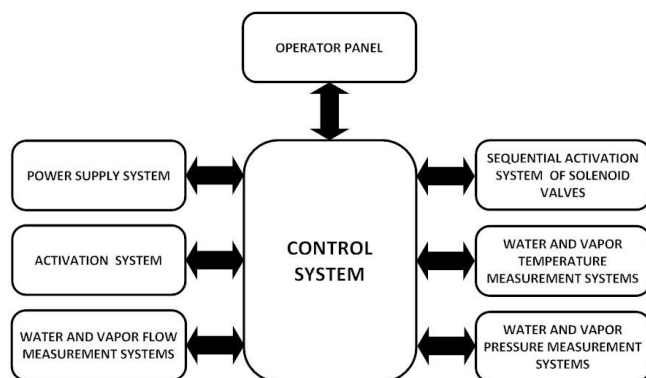 OPERATOR PANEL
POWER SUPPLY SYSTEM
ACTIVATION SYSTEM
WATER AND VAPOR FLOW
MEASUREMENT SYSTEMS
CONTROL
SYSTEM
SEQUENTIAL ACTIVATION
SYSTEM OF SOLENOID
VALVES
WATER AND VAPOR
TEMPERATURE
MEASUREMENT SYSTEMS
WATER AND VAPOR
PRESSURE MEASUREMENT
SYSTEMS